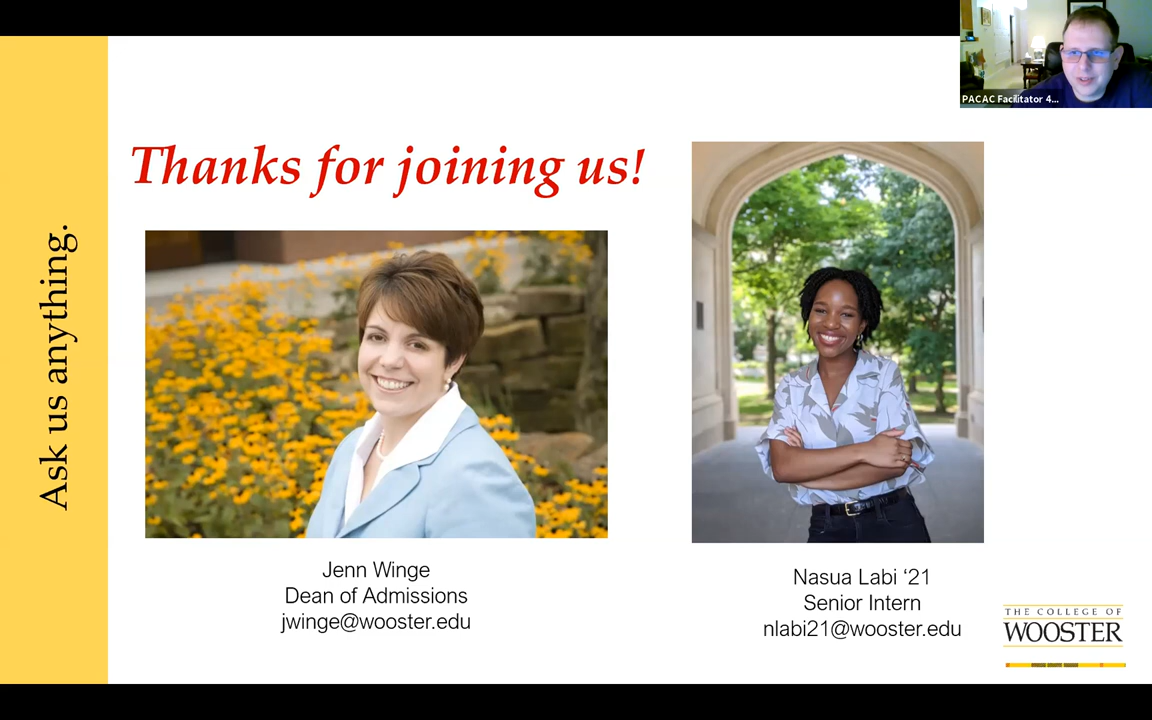 PACAC Facilitator 4...
Thanks for joining us!
Ask us anything.
Jenn Winge
Dean of Admissions
jwinge@wooster.edu
Nasua Labi ‘21
Senior Intern
nlabi21@wooster.edu
THE COLLEGE OF
WOOSTER